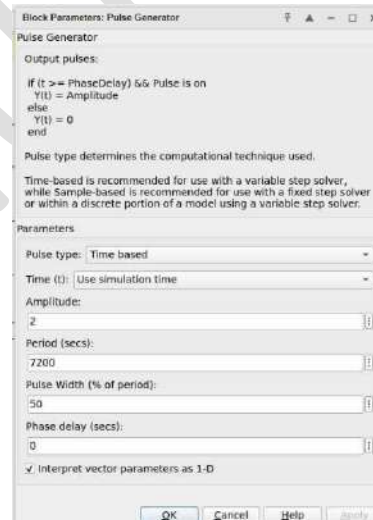 Block Parameters: Pulse Generator
Pulse Generator
Output pulses:
if (t >= PhaseDelay) && Pulse is on
Y(t) = Amplitude
else
Y(t) = 0
end
Pulse type determines the computational technique used.
Time-based is recommended for use with a variable step solver,
while Sample-based is recommended for use with a fixed step solver
or within a discrete portion of a model using a variable step solver.
Parameters
Pulse type: Time based
Time (t): Use simulation time
Amplitude:
2
Period (secs):
7200
Pulse Width (% of period):
50
Phase delay (secs):
0
Interpret vector parameters as 1-D
OK Cancel Help Apply